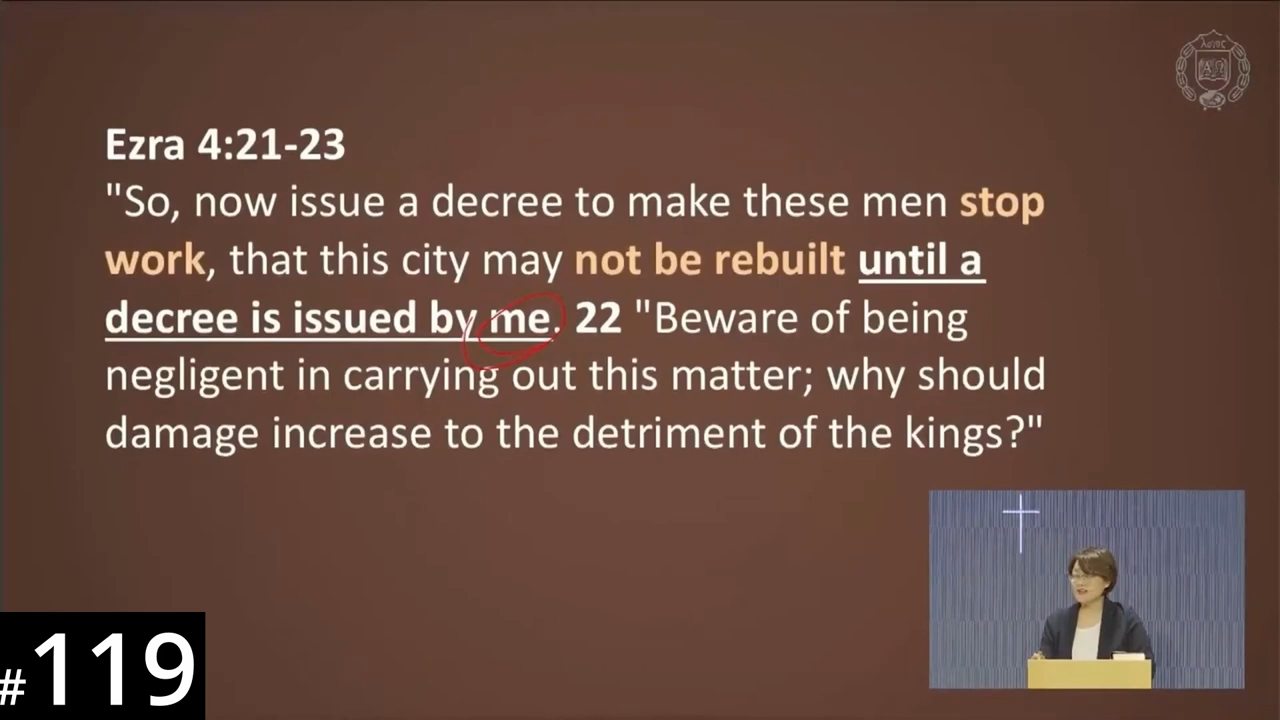 λόγος
Α Ω
Ezra 4:21-23
"So, now issue a decree to make these men stop
work, that this city may not be rebuilt until a
decree is issued by me. 22 "Beware of being
negligent in carrying out this matter; why should
damage increase to the detriment of the kings?"
#119